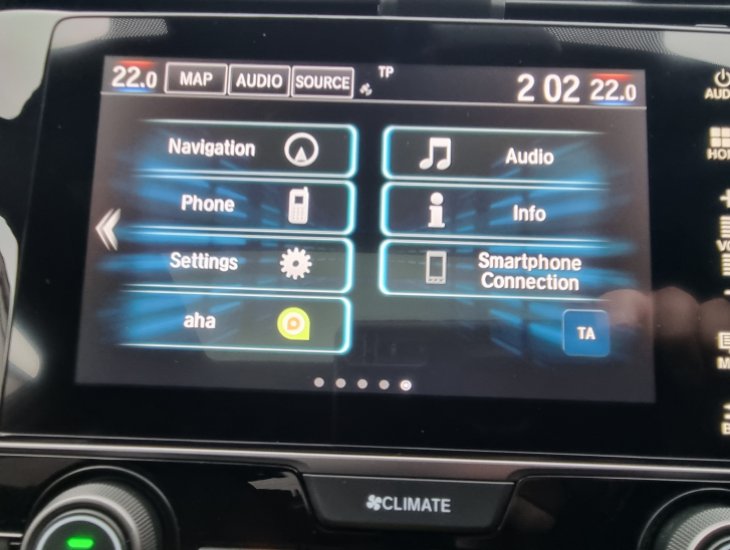 22.0 MAP AUDIO SOURCE TP 2 02 22.0
Navigation
Audio
Phone
Info
Settings
Smartphone
Connection
aha
TA
CLIMATE